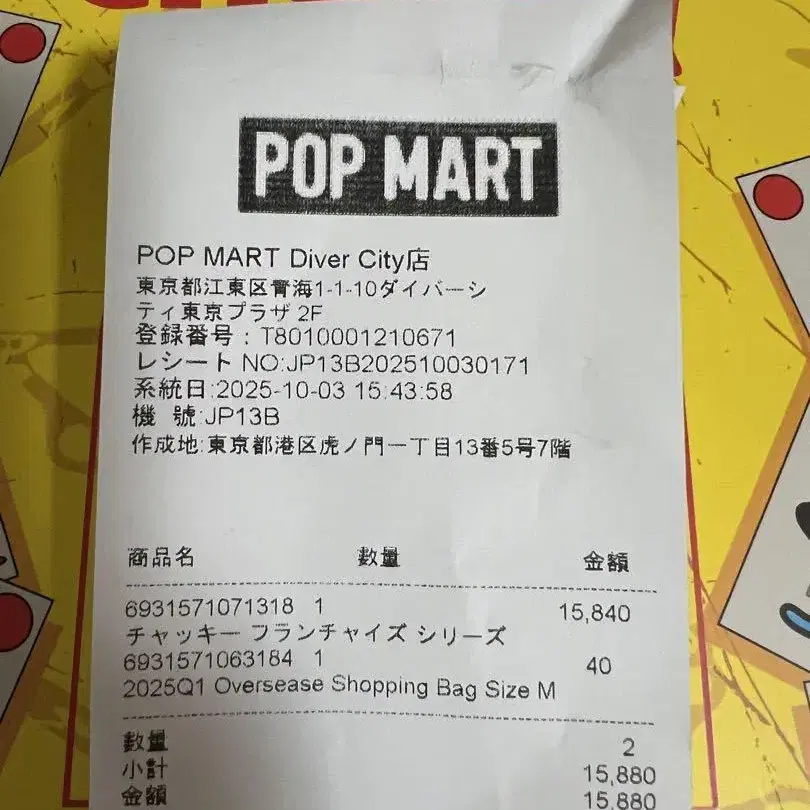 POP MART
POP MART Diver City店
東京都江東区青海1-1-10ダイバーシ
ティ東京プラザ 2F
登録番号：T8010001210671
レシート NO:JP13B202510030171
系統日:2025-10-03 15:43:58
機 號:JP13B
作成地:東京都港区虎ノ門一丁目13番5号7階
商品名 数量 金額
6931571071318 1 15,840
チャッキー フランチャイズ シリーズ
6931571063184 1 40
2025Q1 Oversease Shopping Bag Size M
数量 2
小計 15,880
金額 15,880